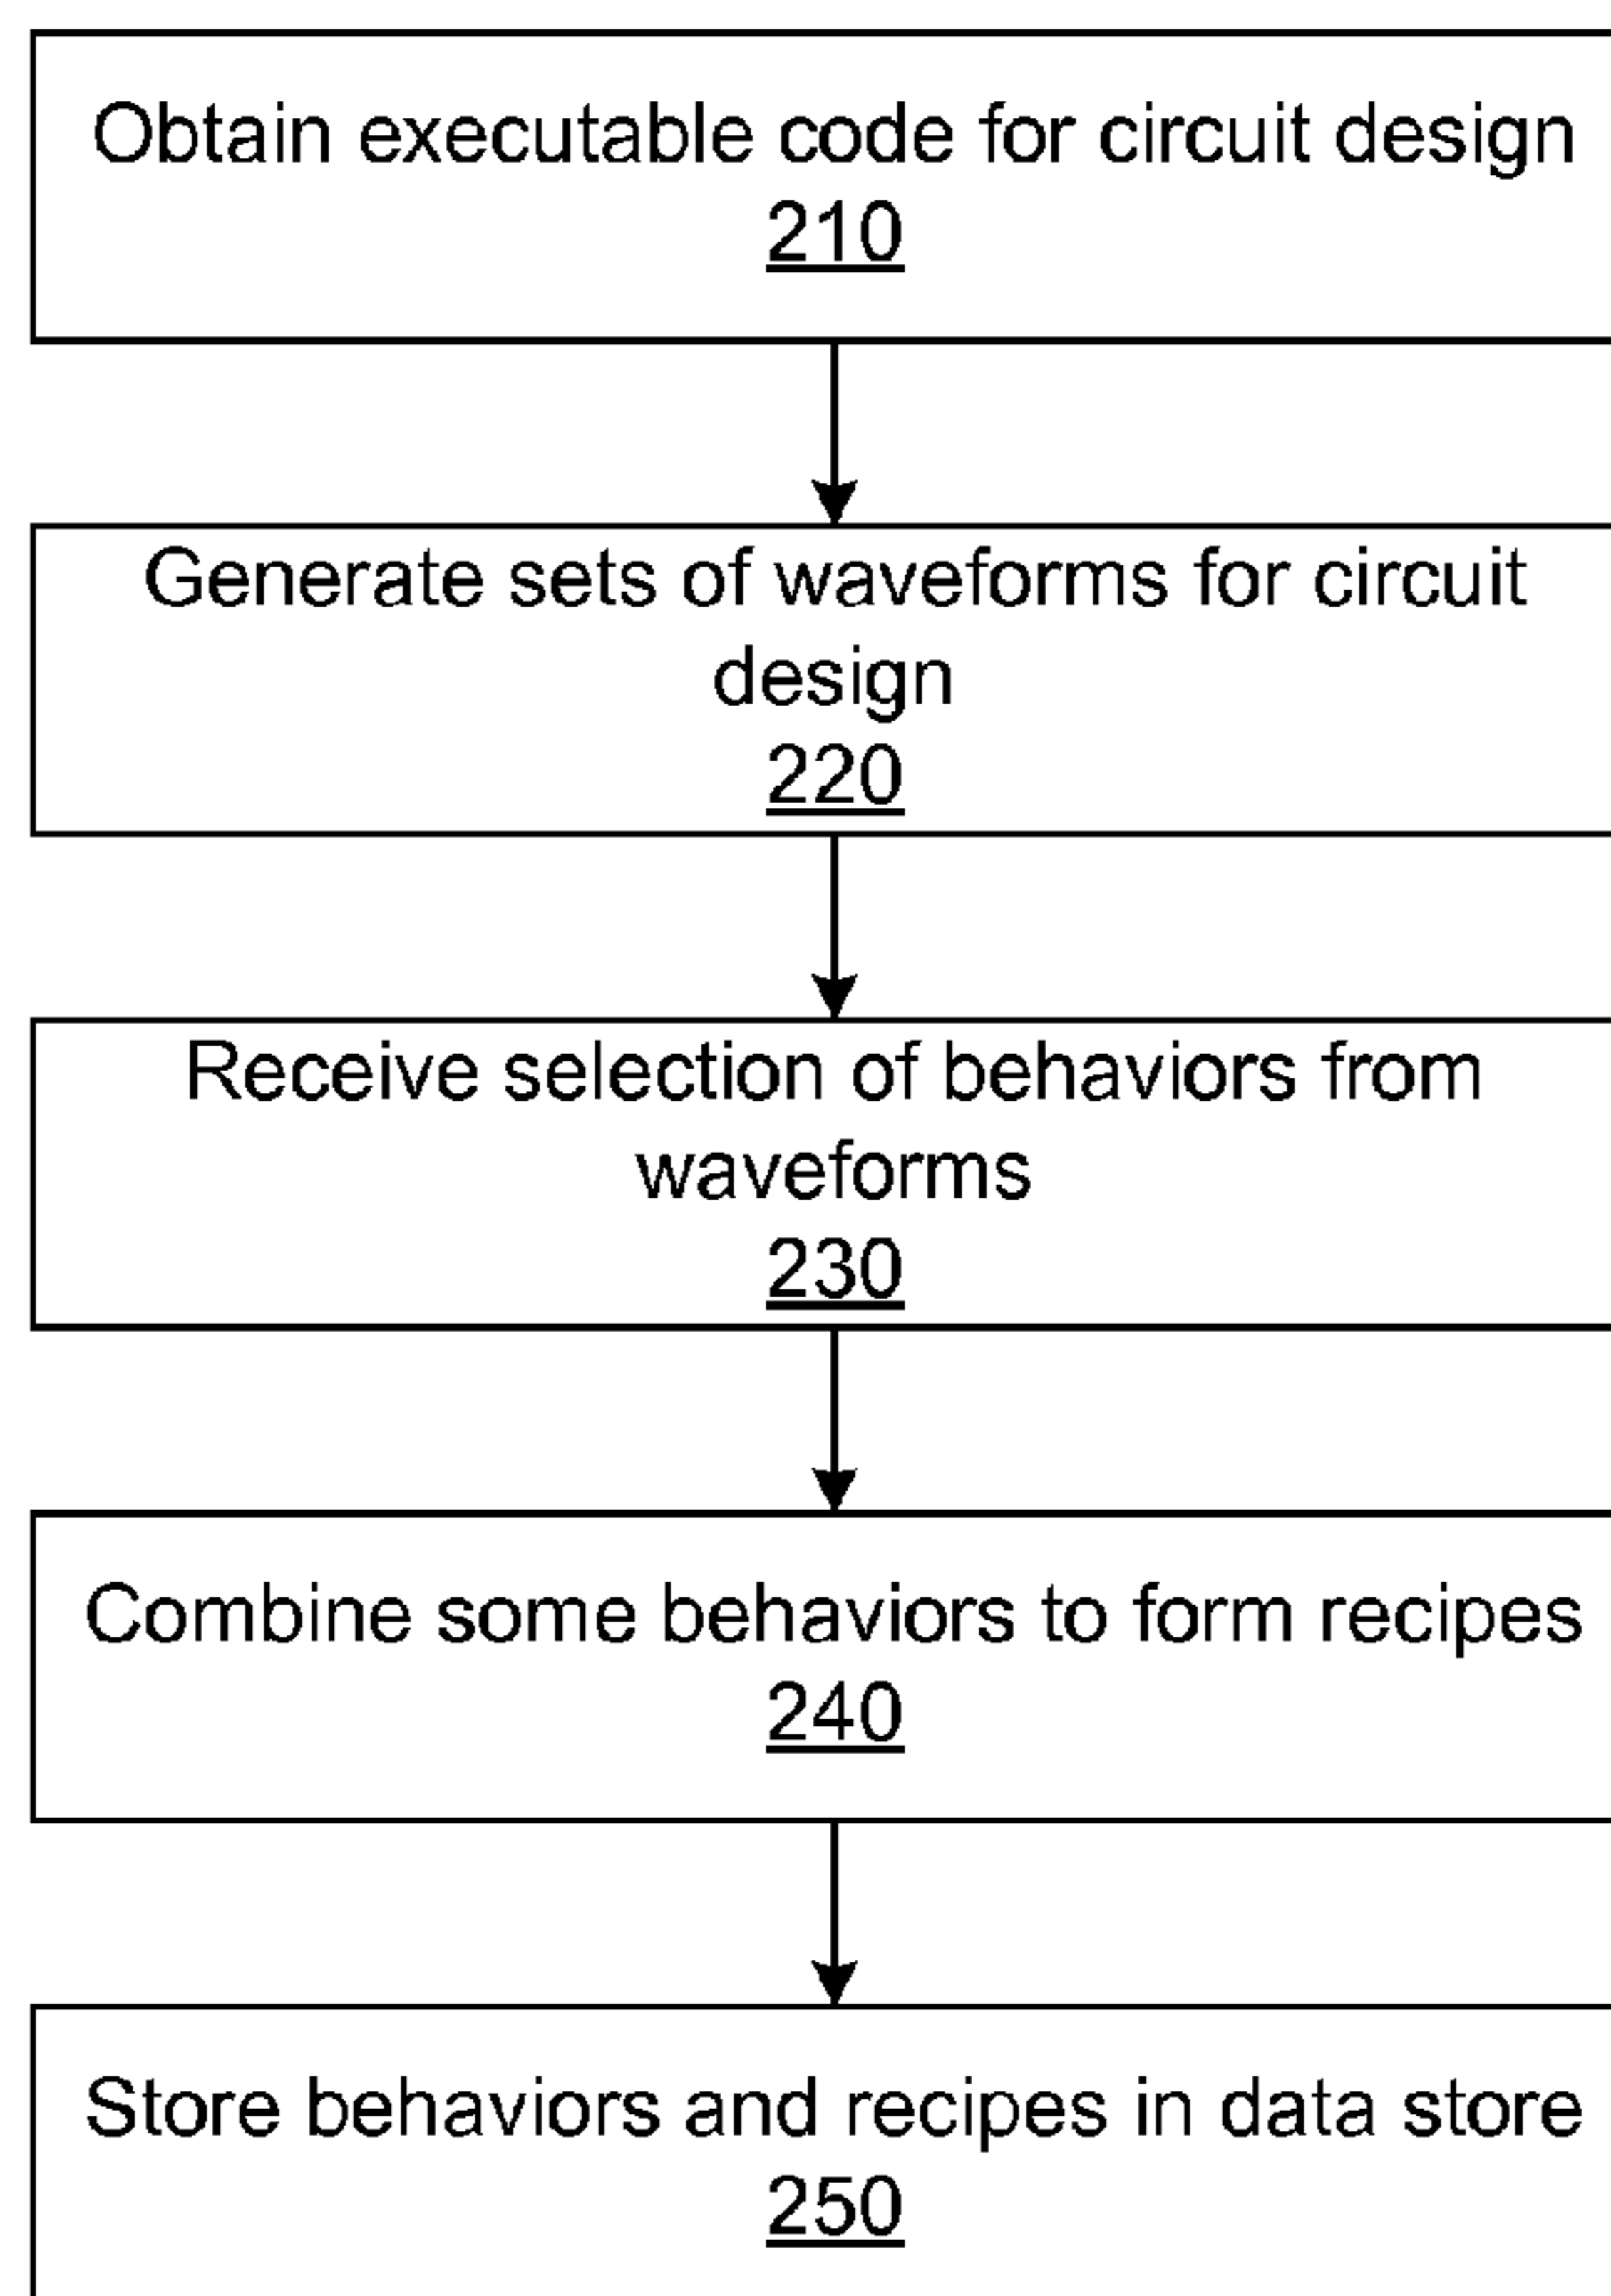 Obtain executable code for circuit design
210
Generate sets of waveforms for circuit
design
220
Receive selection of behaviors from
waveforms
230
Combine some behaviors to form recipes
240
Store behaviors and recipes in data store
250